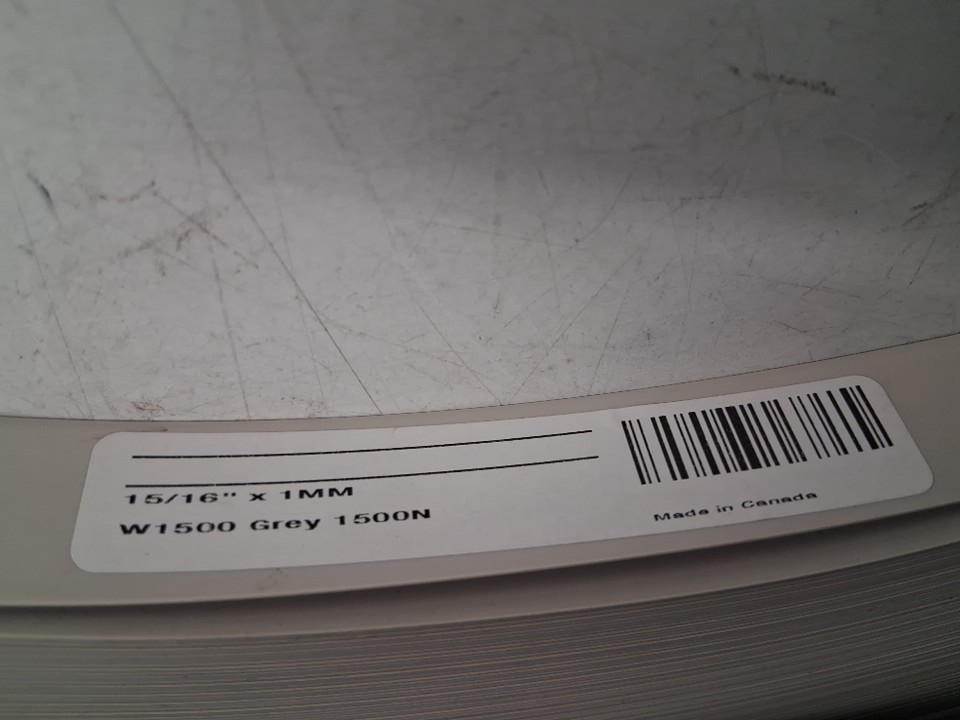 15/16" x 1MM
W1500 Grey 1500N
Made in Canada